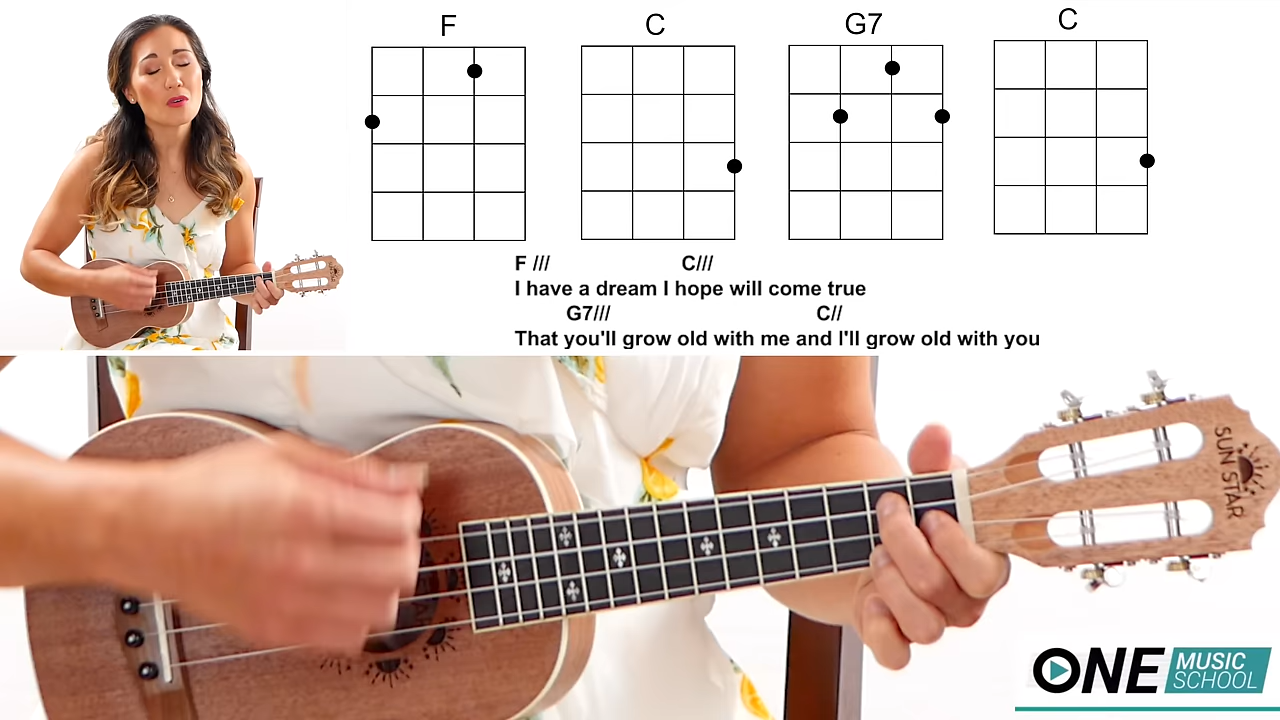 F
C
G7
C
F /// C///
I have a dream I hope will come true
G7/// C//
That you'll grow old with me and I'll grow old with you
SUN STAR
ONE MUSIC SCHOOL